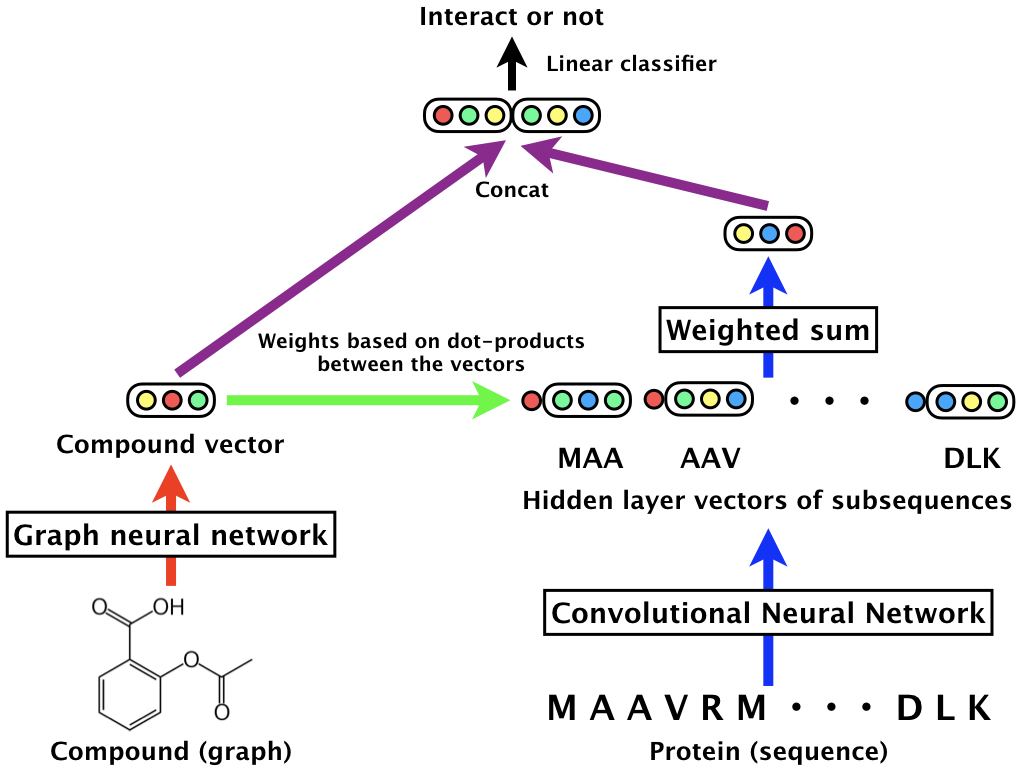 Interact or not
Linear classifier
Concat
Weighted sum
Weights based on dot-products
between the vectors
Compound vector
MAA AAV · · · DLK
Hidden layer vectors of subsequences
Graph neural network
Convolutional Neural Network
OH
O
O
O
M A A V R M · · · D L K
Compound (graph)
Protein (sequence)